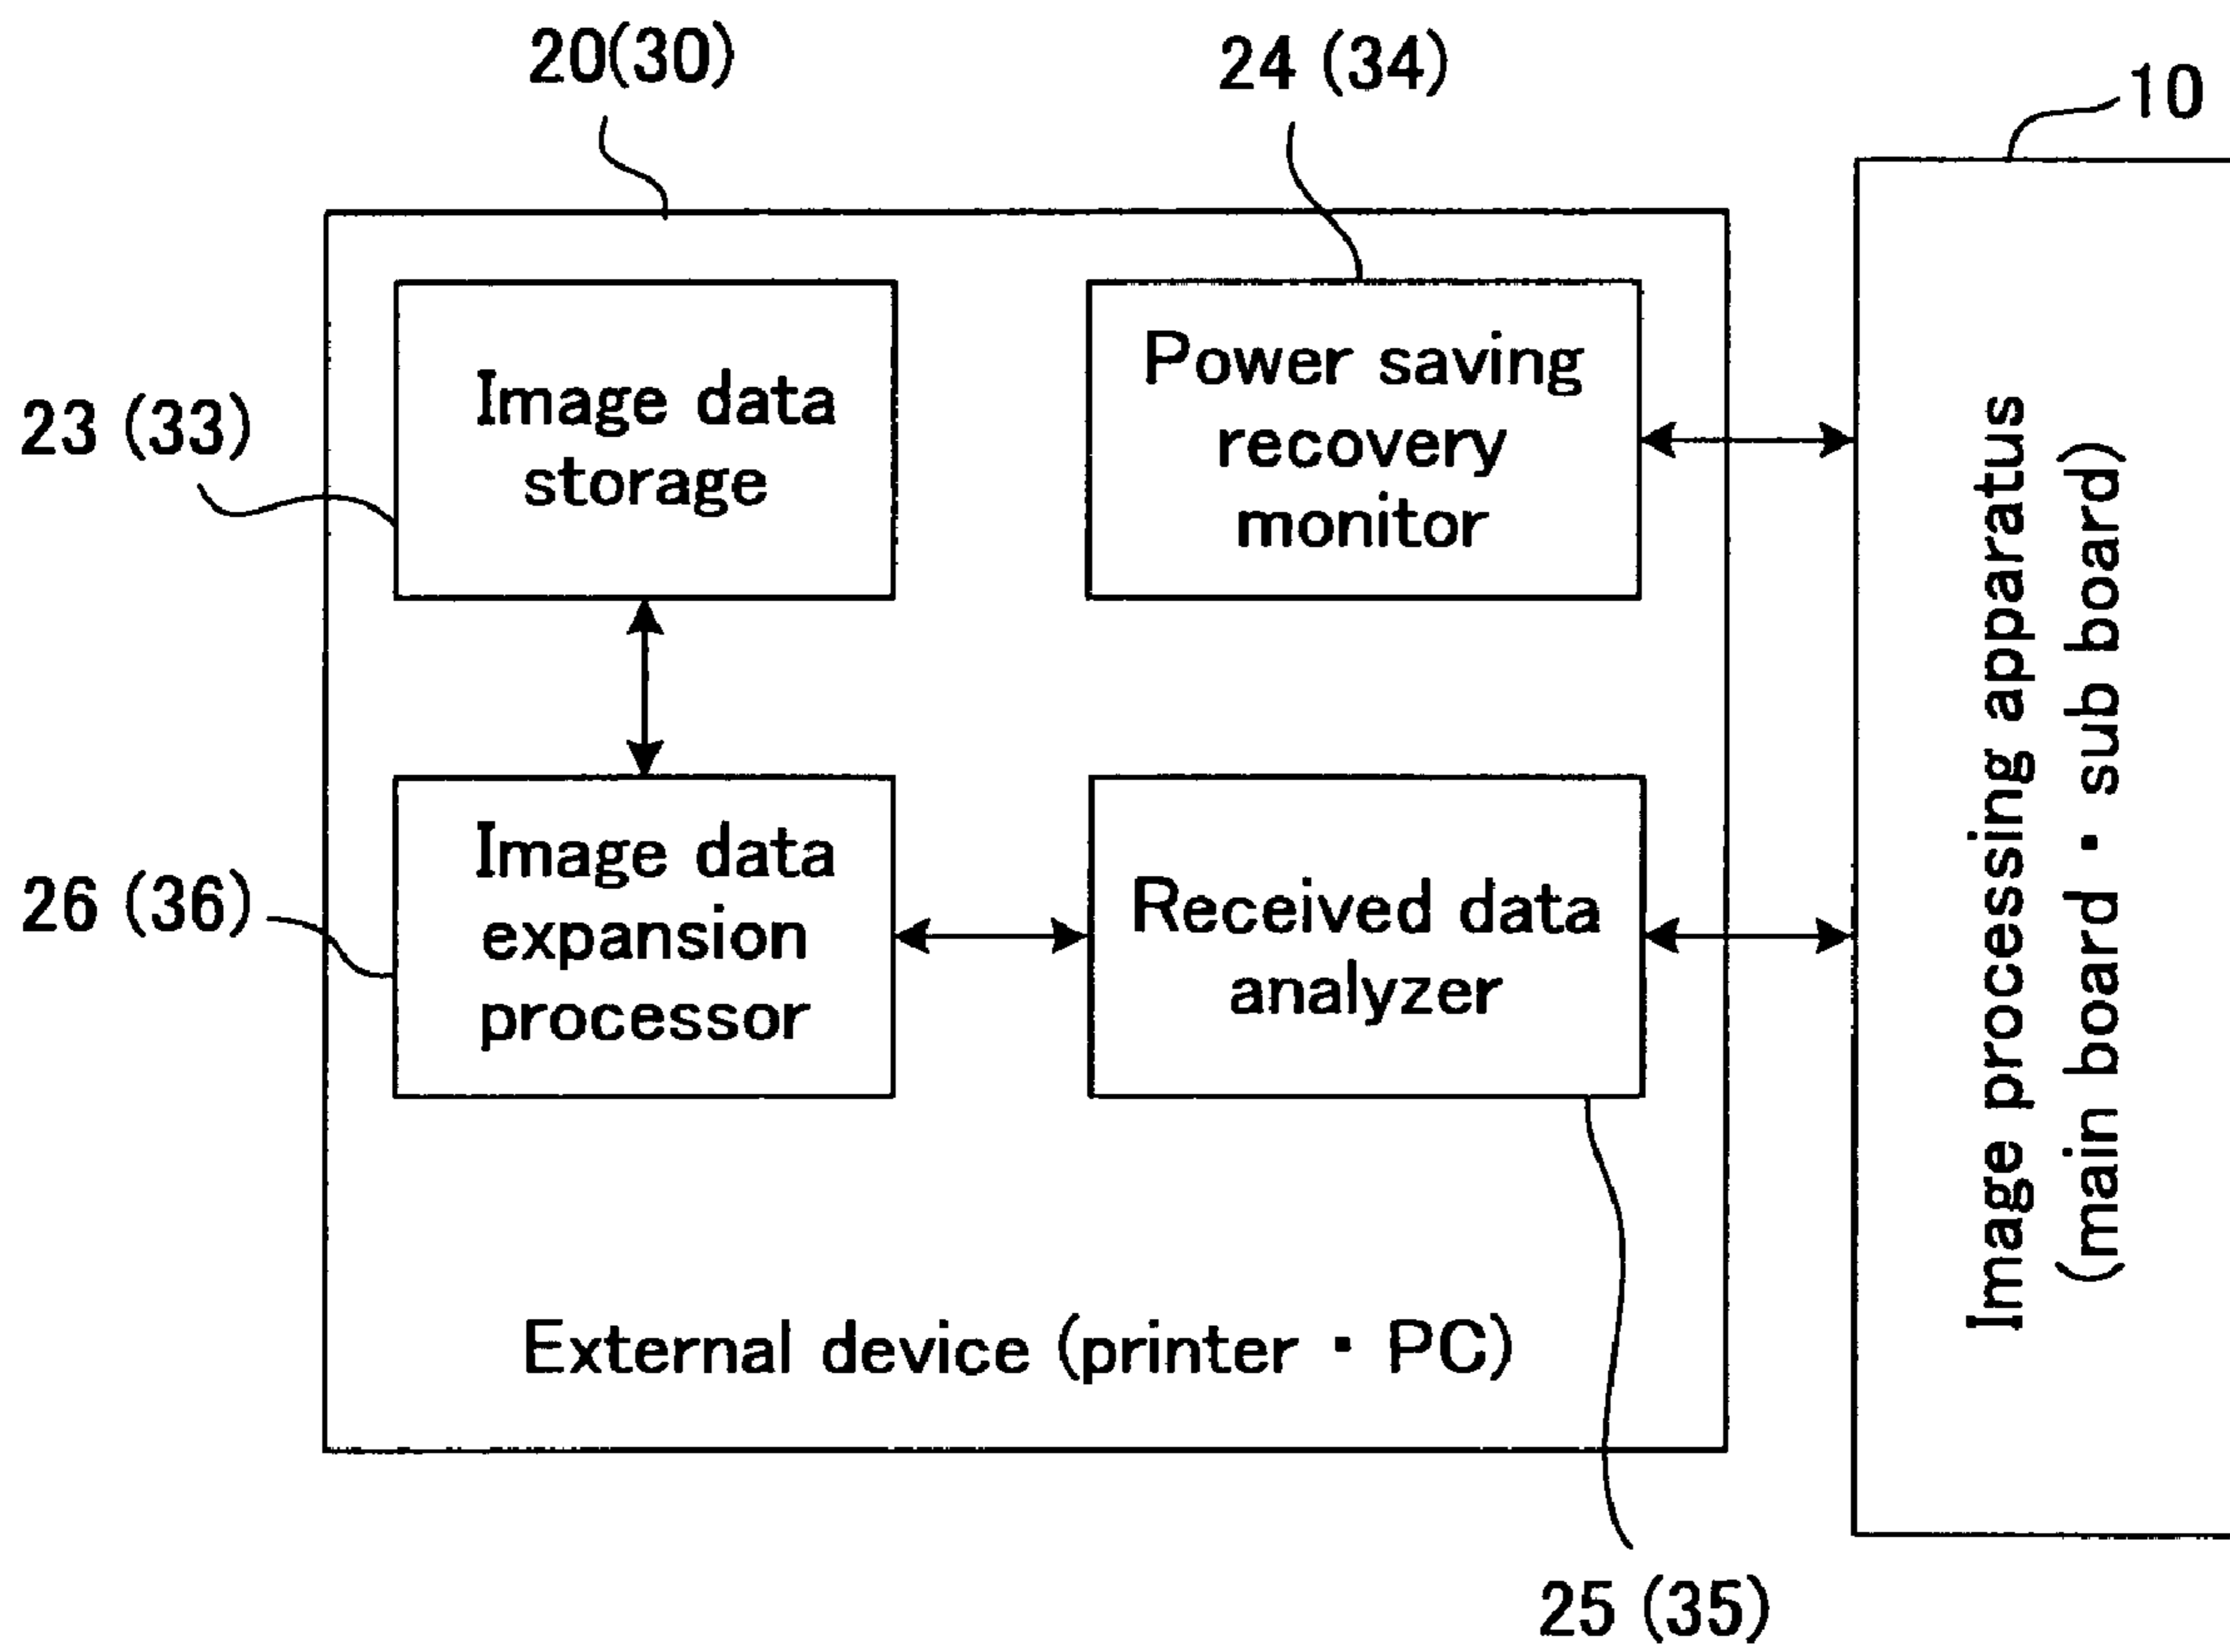 20(30)
24 (34)
10
Image data
storage
Power saving
recovery
monitor
23 (33)
Image data
expansion
processor
26 (36)
Received data
analyzer
External device (printer・PC)
25 (35)
Image processing apparatus
(main board・sub board)